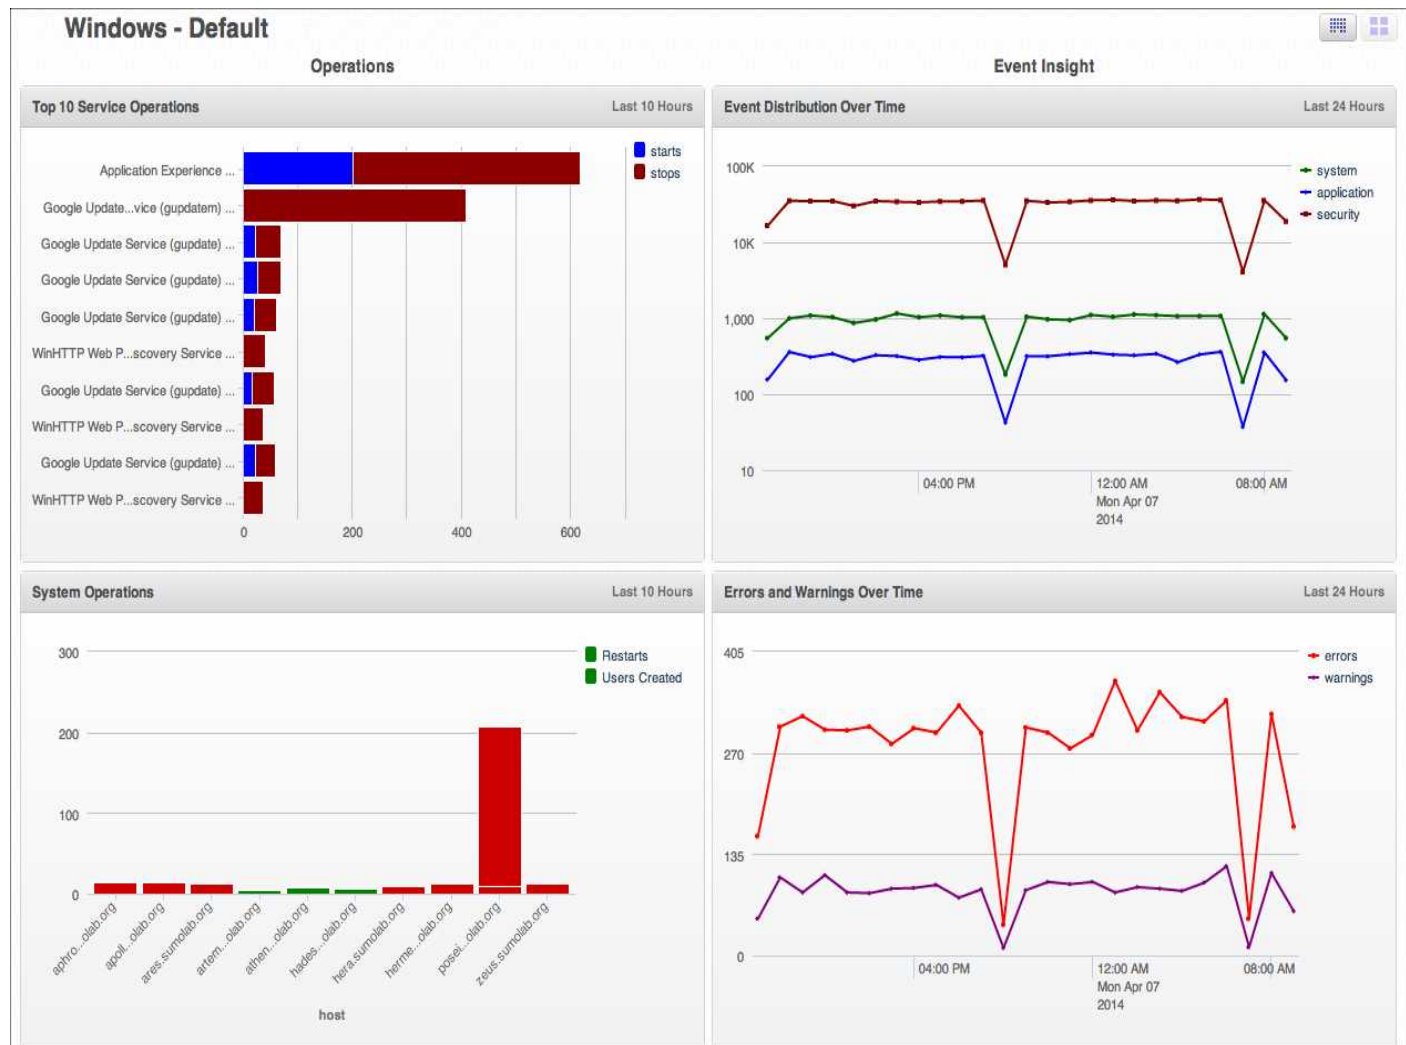 Windows - Default
Operations
Event Insight
Top 10 Service Operations
Last 10 Hours
starts
stops
Application Experience ...
Google Update...vice (gupdatem) ...
Google Update Service (gupdate) ...
Google Update Service (gupdate) ...
Google Update Service (gupdate) ...
WinHTTP Web P...scovery Service ...
Google Update Service (gupdate) ...
WinHTTP Web P...scovery Service ...
Google Update Service (gupdate) ...
WinHTTP Web P...scovery Service ...
0
200
400
600
Event Distribution Over Time
Last 24 Hours
100K
10K
1,000
100
10
system
application
security
04:00 PM
12:00 AM
08:00 AM
Mon Apr 07
2014
System Operations
Last 10 Hours
300
200
100
0
Restarts
Users Created
aphro...olab.org
apoll...olab.org
ares.sumolab.org
artem...olab.org
athen...olab.org
hades...olab.org
hera.sumolab.org
herme...olab.org
posei...olab.org
zeus.sumolab.org
host
Errors and Warnings Over Time
Last 24 Hours
405
270
135
0
errors
warnings
04:00 PM
12:00 AM
08:00 AM
Mon Apr 07
2014